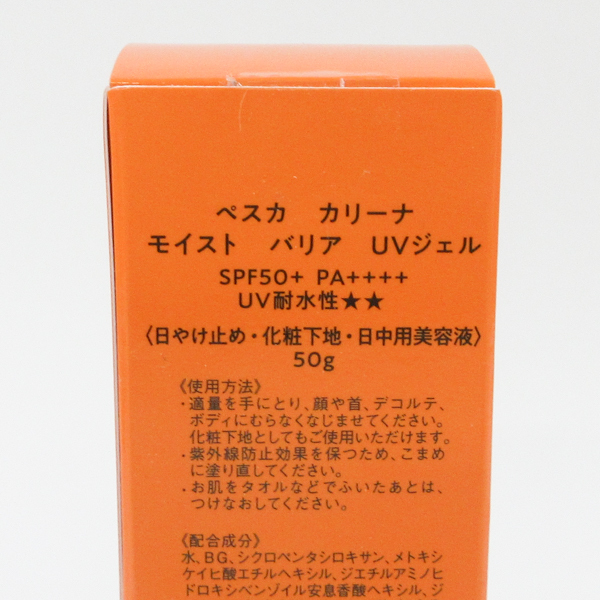 ペスカ カリーナ
モイスト バリア UVジェル
SPF50+ PA++++
UV耐水性★★
〈日やけ止め・化粧下地・日中用美容液〉
50g
《使用方法》
・適量を手にとり、顔や首、デコルテ、
ボディにむらなくなじませてください。
化粧下地としてもご使用いただけます。
・紫外線防止効果を保つため、こまめ
に塗り直してください。
・お肌をタオルなどでふいたあとは、
つけなおしてください。
《配合成分》
水、BG、シクロペンタシロキサン、メトキシ
ケイヒ酸エチルヘキシル、ジエチルアミノヒ
ドロキシベンゾイル安息香酸ヘキシル、ジ